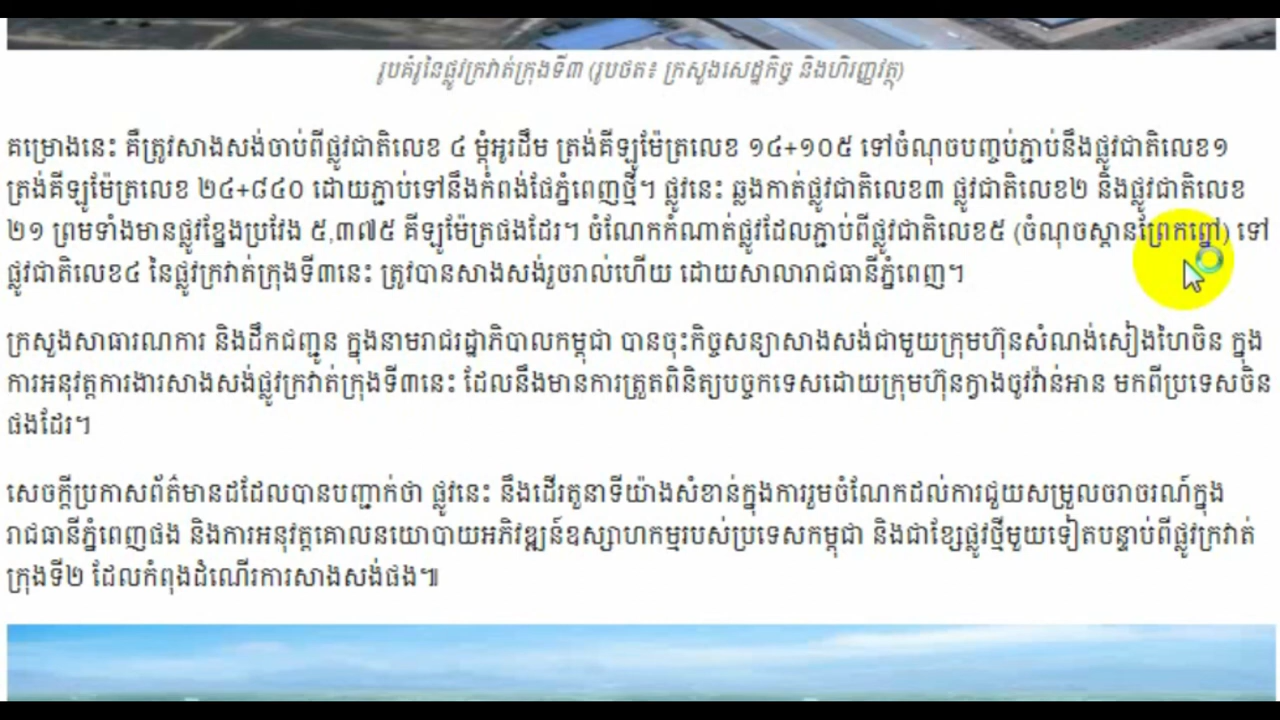 រូបគំរូនៃផ្លូវក្រវាត់ក្រុងទី៣ (រូបថត៖ ក្រសួងសេដ្ឋកិច្ច និងហិរញ្ញវត្ថុ)
គម្រោងនេះ គឺត្រូវសាងសង់ចាប់ពីផ្លូវជាតិលេខ ៤ ម្ដុំអូរដឹម ត្រង់គីឡូម៉ែត្រលេខ ១៤+១០៥ ទៅចំណុចបញ្ចប់ភ្ជាប់នឹងផ្លូវជាតិលេខ១
ត្រង់គីឡូម៉ែត្រលេខ ២៤+៨៤០ ដោយភ្ជាប់ទៅនឹងកំពង់ផែភ្នំពេញថ្មី។ ផ្លូវនេះ ឆ្លងកាត់ផ្លូវជាតិលេខ៣ ផ្លូវជាតិលេខ២ និងផ្លូវជាតិលេខ
២១ ព្រមទាំងមានផ្លូវខ្នែងប្រវែង ៥,៣៧៥ គីឡូម៉ែត្រផងដែរ។ ចំណែកកំណាត់ផ្លូវដែលភ្ជាប់ពីផ្លូវជាតិលេខ៥ (ចំណុចស្ពានព្រែកព្នៅ) ទៅ
ផ្លូវជាតិលេខ៤ នៃផ្លូវក្រវាត់ក្រុងទី៣នេះ ត្រូវបានសាងសង់រួចរាល់ហើយ ដោយសាលារាជធានីភ្នំពេញ។
ក្រសួងសាធារណការ និងដឹកជញ្ជូន ក្នុងនាមរាជរដ្ឋាភិបាលកម្ពុជា បានចុះកិច្ចសន្យាសាងសង់ជាមួយក្រុមហ៊ុនសំណង់សៀងហៃចិន ក្នុង
ការអនុវត្តការងារសាងសង់ផ្លូវក្រវាត់ក្រុងទី៣នេះ ដែលនឹងមានការត្រួតពិនិត្យបច្ចកទេសដោយក្រុមហ៊ុនក្វាងចូវវ៉ាន់អាន មកពីប្រទេសចិន
ផងដែរ។
សេចក្ដីប្រកាសព័ត៌មានដដែលបានបញ្ជាក់ថា ផ្លូវនេះ នឹងដើរតួនាទីយ៉ាងសំខាន់ក្នុងការរួមចំណែកដល់ការជួយសម្រួលចរាចរណ៍ក្នុង
រាជធានីភ្នំពេញផង និងការអនុវត្តគោលនយោបាយអភិវឌ្ឍន៍ឧស្សាហកម្មរបស់ប្រទេសកម្ពុជា និងជាខ្សែផ្លូវថ្មីមួយទៀតបន្ទាប់ពីផ្លូវក្រវាត់
ក្រុងទី២ ដែលកំពុងដំណើរការសាងសង់ផង៕